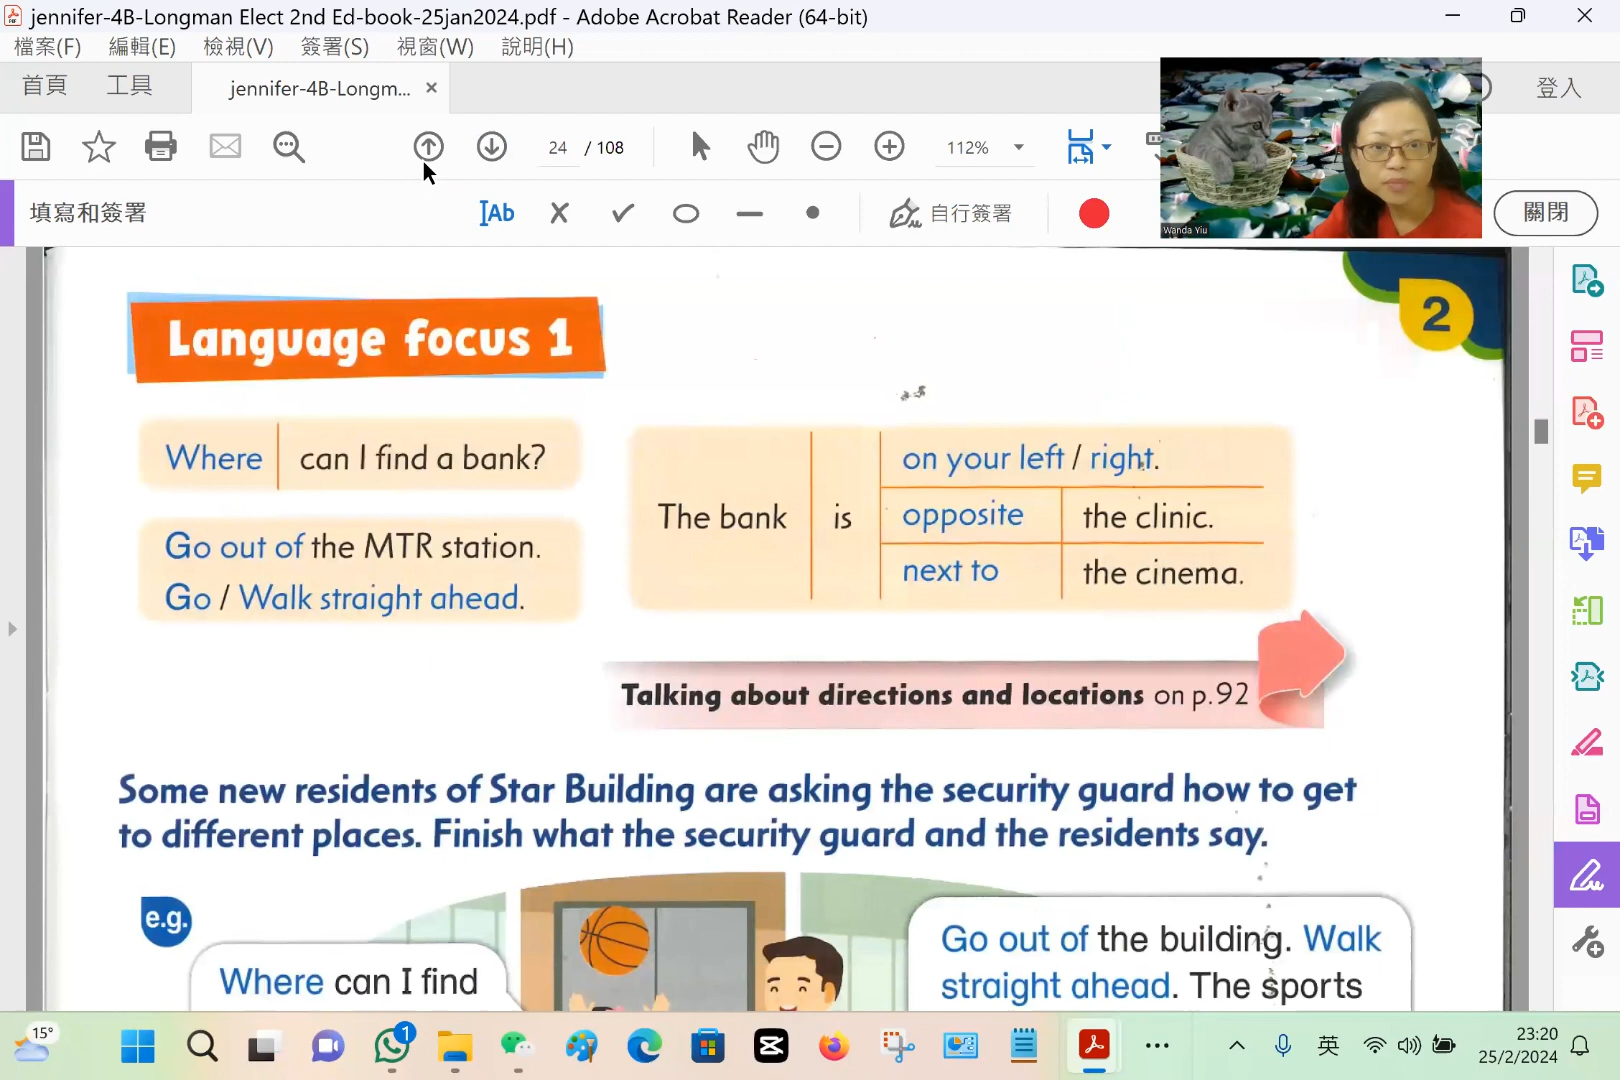 jennifer-4B-Longman Elect 2nd Ed-book-25jan2024.pdf - Adobe Acrobat Reader (64-bit)
檔案(F) 編輯(E) 檢視(V) 簽署(S) 視窗(W) 說明(H)
首頁 工具 jennifer-4B-Longm... 登入
24 / 108 112%
填寫和簽署 Ab 自行簽署 關閉
Wanda Yiu
2
Language focus 1
Where can I find a bank?
Go out of the MTR station.
Go / Walk straight ahead.
The bank is
on your left / right.
opposite the clinic.
next to the cinema.
Talking about directions and locations on p.92
Some new residents of Star Building are asking the security guard how to get
to different places. Finish what the security guard and the residents say.
e.g.
Where can I find
Go out of the building. Walk
straight ahead. The sports
15°
1
英
23:20
25/2/2024